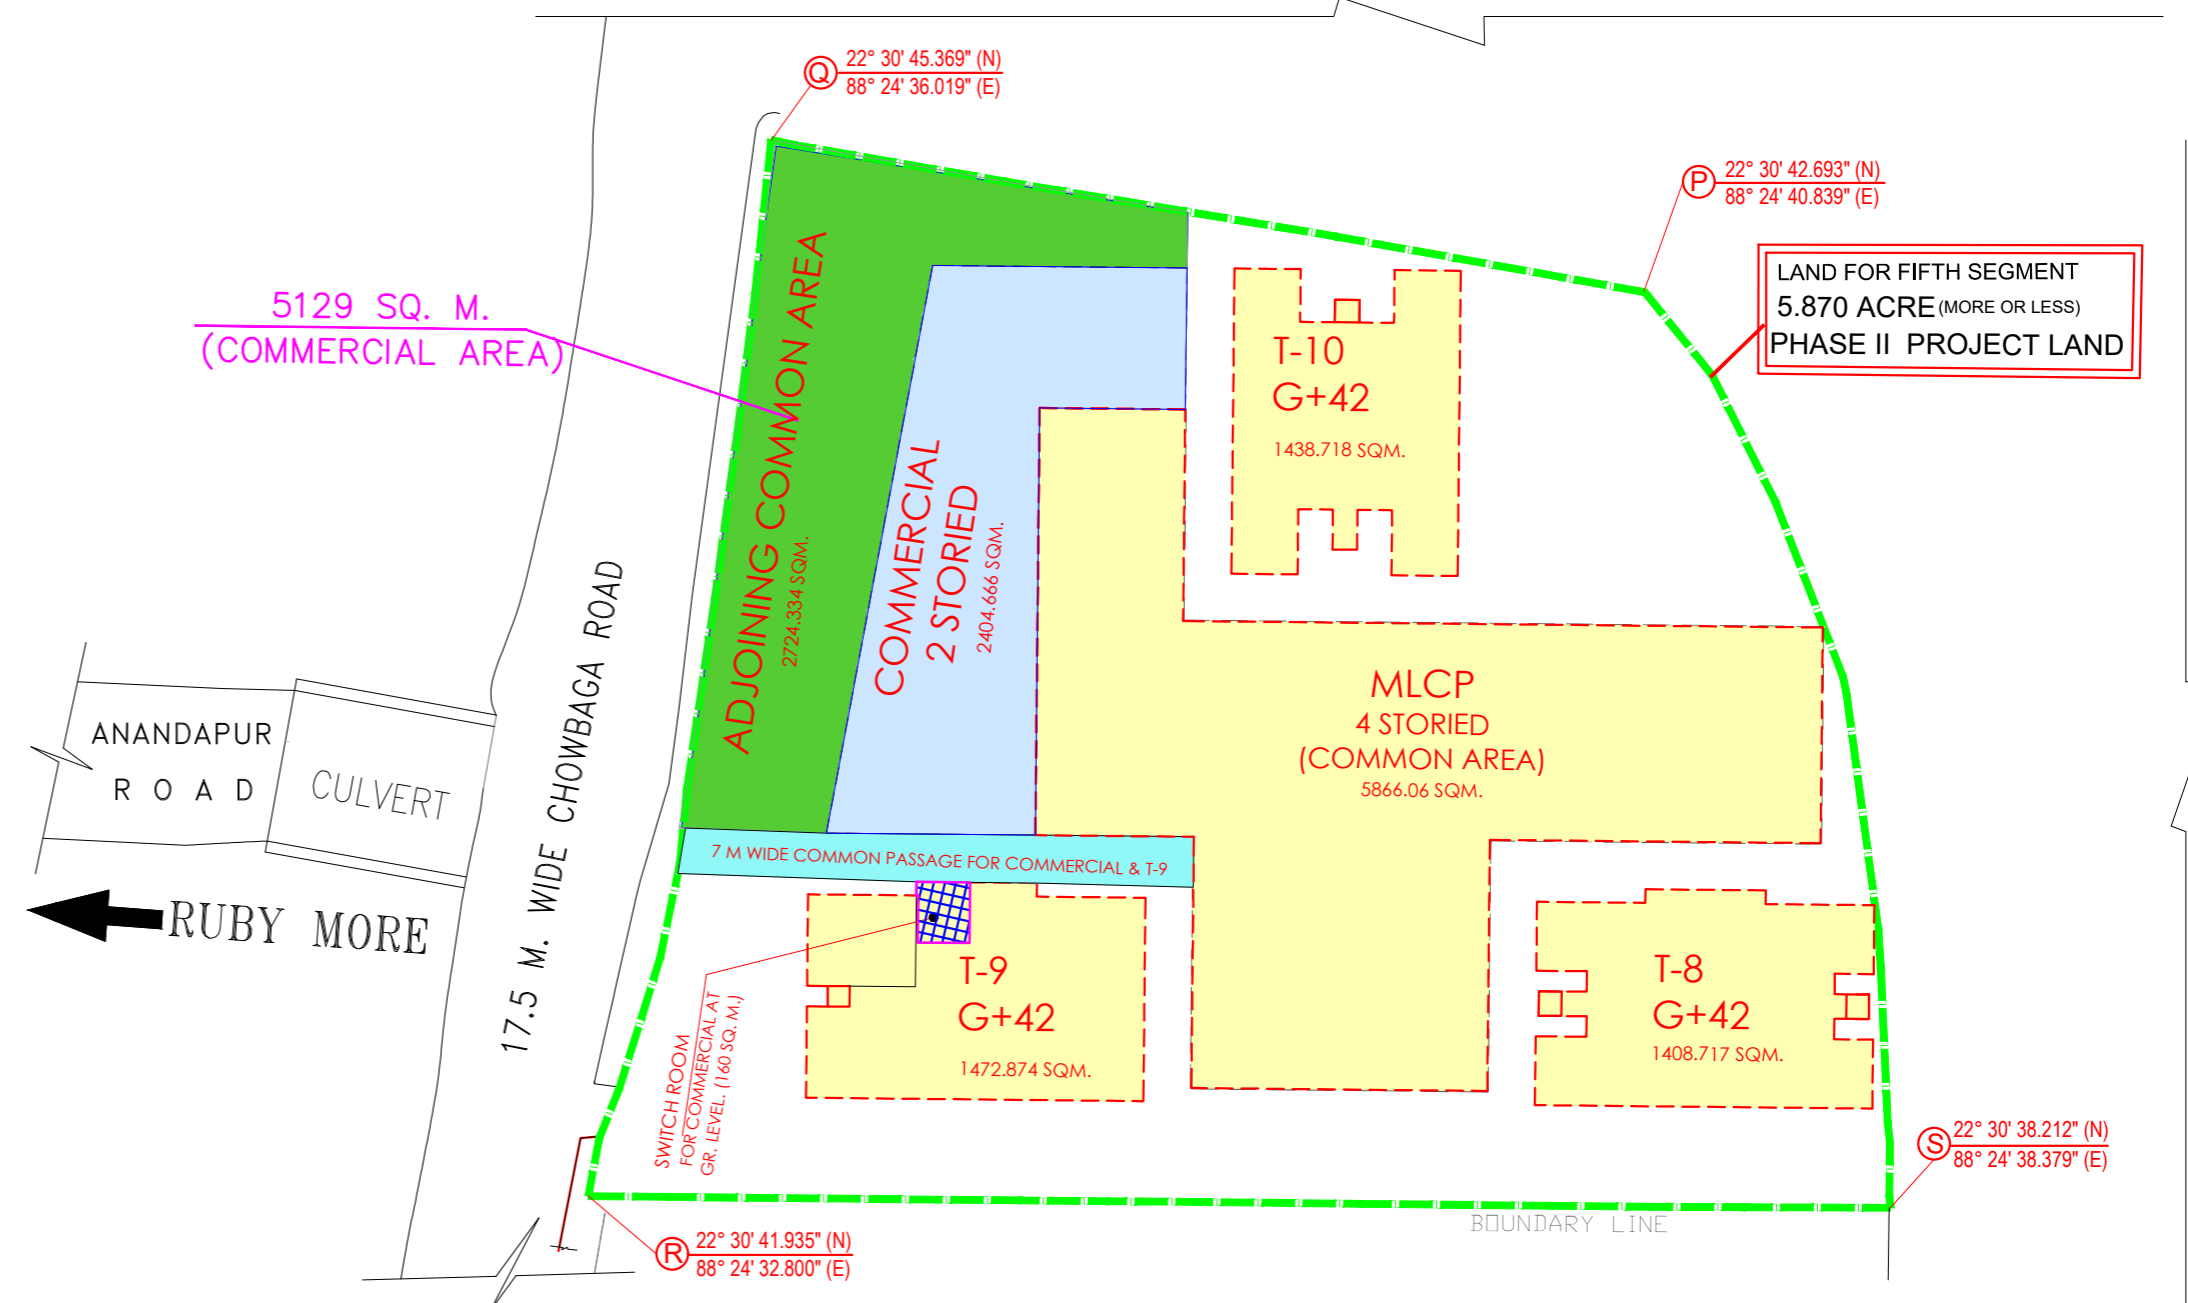 Q
22° 30' 45.369" (N)
88° 24' 36.019" (E)
P
22° 30' 42.693" (N)
88° 24' 40.839" (E)
LAND FOR FIFTH SEGMENT
5.870 ACRE (MORE OR LESS)
PHASE II PROJECT LAND
5129 SQ. M.
(COMMERCIAL AREA)
ADJOINING COMMON AREA
2724.334 SQM.
COMMERCIAL
2 STORIED
2404.666 SQM.
T-10
G+42
1438.718 SQM.
MLCP
4 STORIED
(COMMON AREA)
5866.06 SQM.
17.5 M. WIDE CHOWBAGA ROAD
ANANDAPUR
ROAD
CULVERT
RUBY MORE
7 M WIDE COMMON PASSAGE FOR COMMERCIAL & T-9
T-9
G+42
1472.874 SQM.
SWITCH ROOM
FOR COMMERCIAL AT
GR. LEVEL. (160 SQ. M.)
T-8
G+42
1408.717 SQM.
S
22° 30' 38.212" (N)
88° 24' 38.379" (E)
BOUNDARY LINE
R
22° 30' 41.935" (N)
88° 24' 32.800" (E)